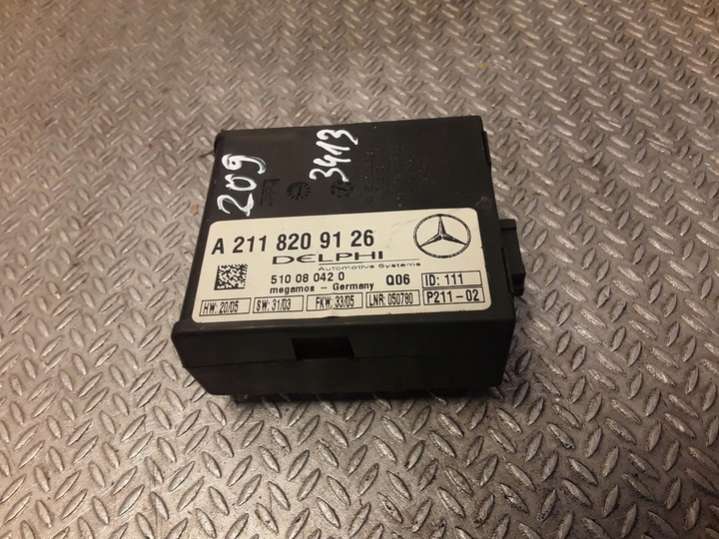 209
3413
A 211 820 91 26
DELPHI
Automotive Systems
510 08 042 0
Q06
ID: 111
megamos - Germany
P211-02
HW: 20/05
SW: 31/03
FKW: 33/05
LNR: 050780